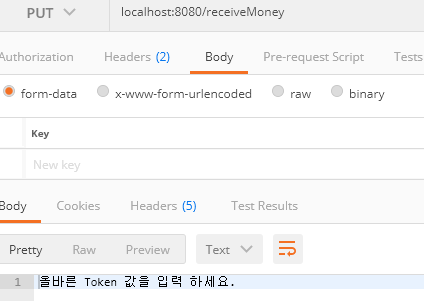 PUT localhost:8080/receiveMoney
Authorization Headers (2) Body Pre-request Script Tests
form-data x-www-form-urlencoded raw binary
Key
New key
Body Cookies Headers (5) Test Results
Pretty Raw Preview Text
1 올바른 Token 값을 입력 하세요.